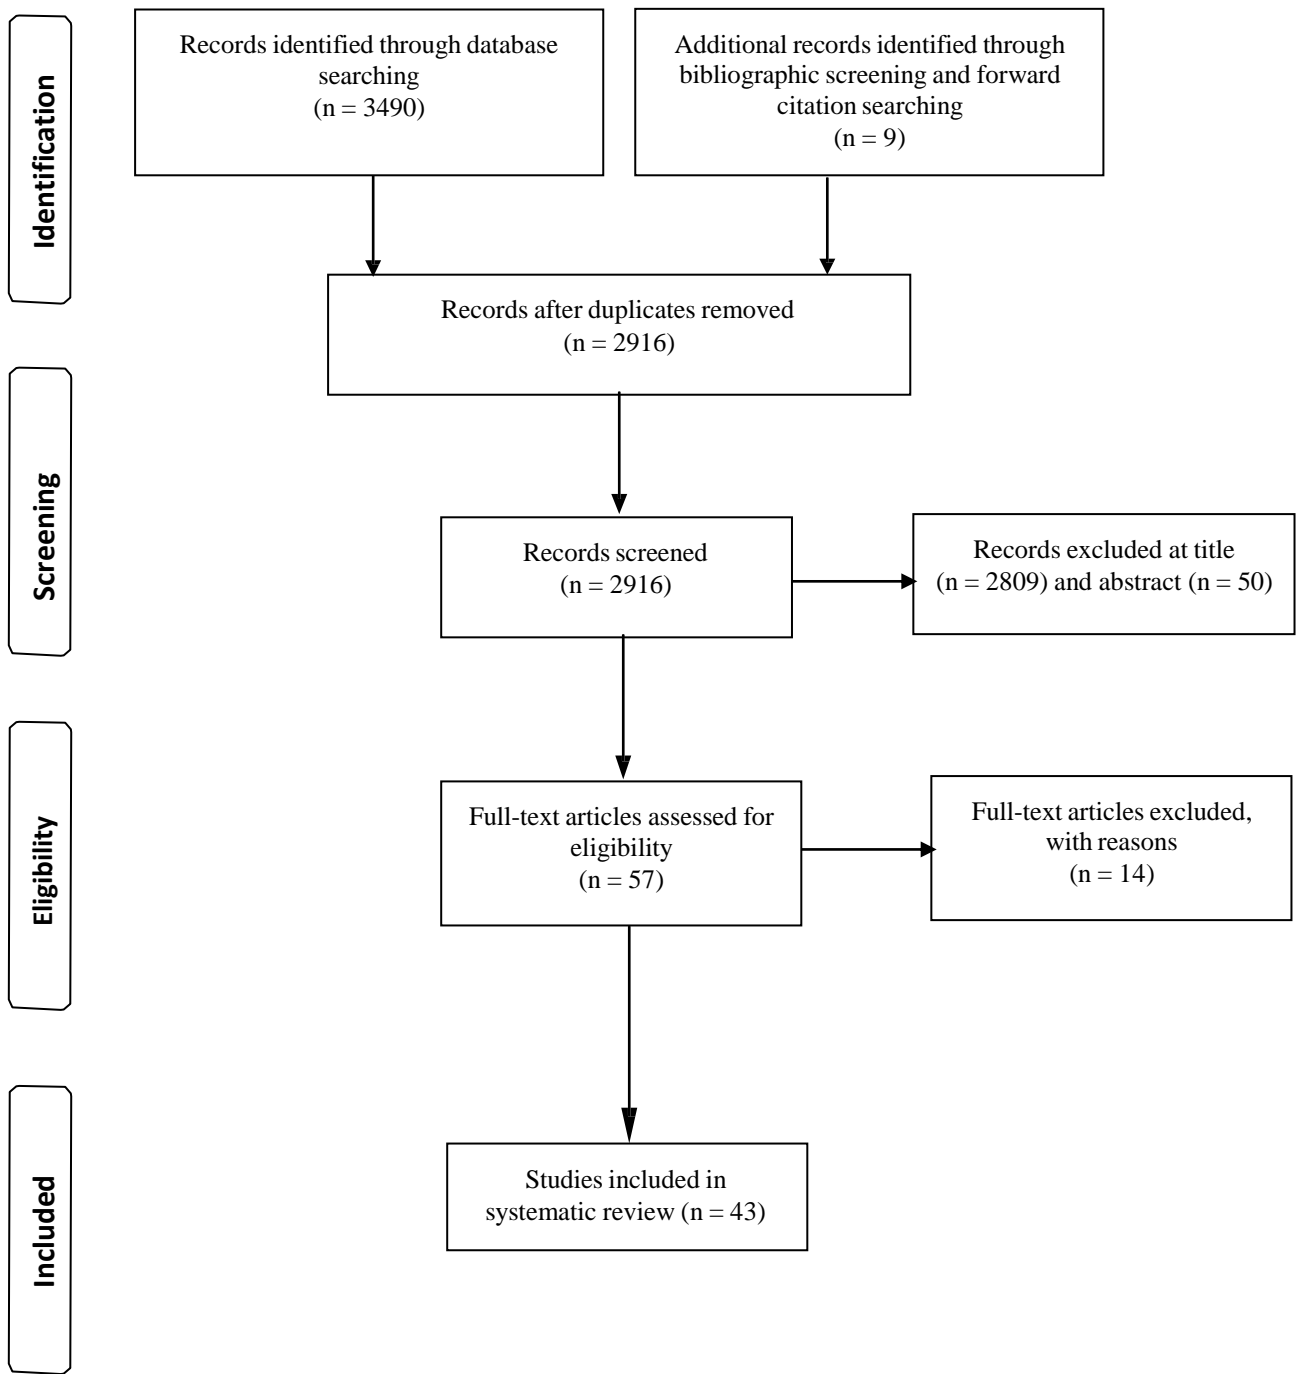 Identification
Records identified through database
searching
(n = 3490)
Additional records identified through
bibliographic screening and forward
citation searching
(n = 9)
Records after duplicates removed
(n = 2916)
Screening
Records screened
(n = 2916)
Records excluded at title
(n = 2809) and abstract (n = 50)
Eligibility
Full-text articles assessed for
eligibility
(n = 57)
Full-text articles excluded,
with reasons
(n = 14)
Included
Studies included in
systematic review (n = 43)